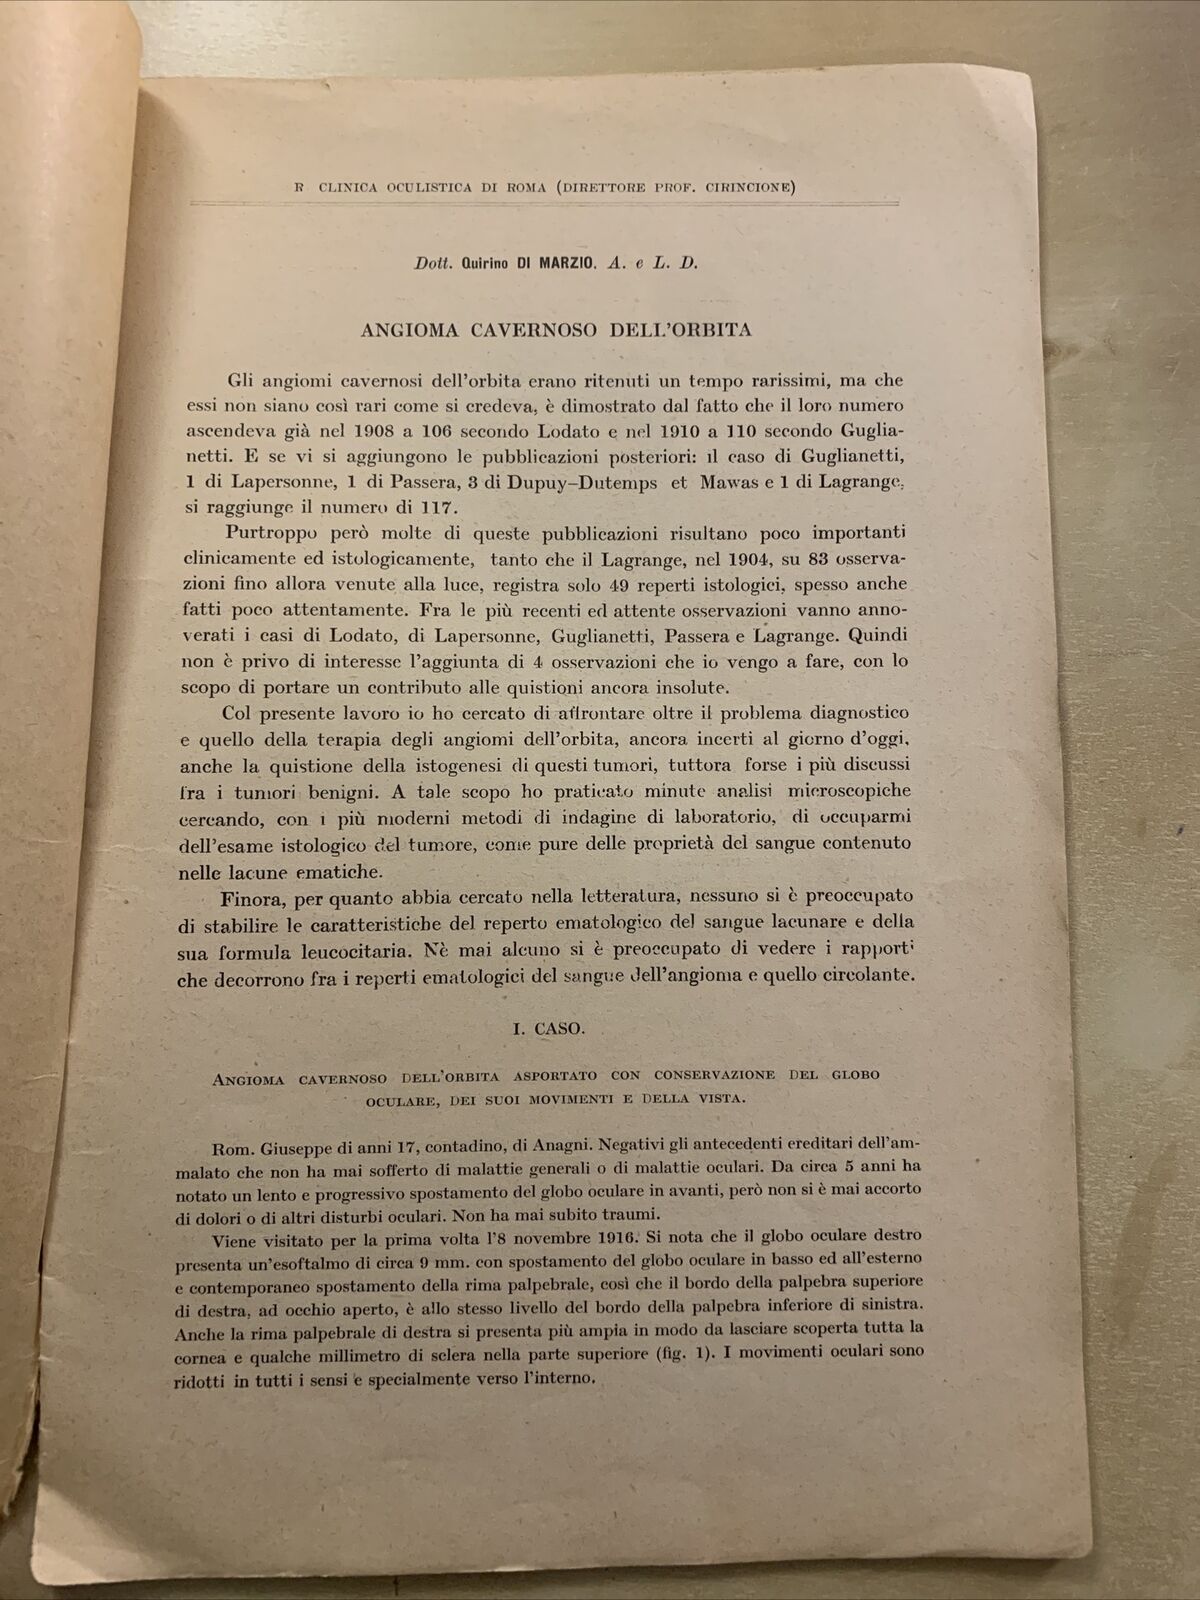 R CLINICA OCULISTICA DI ROMA (DIRETTORE PROF. CIRINCIONE)
Dott. Quirino DI MARZIO. A. e L. D.
ANGIOMA CAVERNOSO DELL'ORBITA
Gli angiomi cavernosi dell'orbita erano ritenuti un tempo rarissimi, ma che
essi non siano così rari come si credeva, è dimostrato dal fatto che il loro numero
ascendeva già nel 1908 a 106 secondo Lodato e nel 1910 a 110 secondo Guglia-
netti. E se vi si aggiungono le pubblicazioni posteriori: il caso di Guglianetti,
1 di Lapersonne, 1 di Passera, 3 di Dupuy-Dutemps et Mawas e 1 di Lagrange,
si raggiunge il numero di 117.
Purtroppo però molte di queste pubblicazioni risultano poco importanti
clinicamente ed istologicamente, tanto che il Lagrange, nel 1904, su 83 osserva-
zioni fino allora venute alla luce, registra solo 49 reperti istologici, spesso anche
fatti poco attentamente. Fra le più recenti ed attente osservazioni vanno anno-
verati i casi di Lodato, di Lapersonne, Guglianetti, Passera e Lagrange. Quindi
non è privo di interesse l'aggiunta di 4 osservazioni che io vengo a fare, con lo
scopo di portare un contributo alle quistioni ancora insolute.
Col presente lavoro io ho cercato di affrontare oltre il problema diagnostico
e quello della terapia degli angiomi dell'orbita, ancora incerti al giorno d'oggi,
anche la quistione della istogenesi di questi tumori, tuttora forse i più discussi
fra i tumori benigni. A tale scopo ho praticato minute analisi microscopiche
cercando, con i più moderni metodi di indagine di laboratorio, di occuparmi
dell'esame istologico del tumore, come pure delle proprietà del sangue contenuto
nelle lacune ematiche.
Finora, per quanto abbia cercato nella letteratura, nessuno si è preoccupato
di stabilire le caratteristiche del reperto ematologico del sangue lacunare e della
sua formula leucocitaria. Nè mai alcuno si è preoccupato di vedere i rapporti
che decorrono fra i reperti ematologici del sangue dell'angioma e quello circolante.
I. CASO.
ANGIOMA CAVERNOSO DELL'ORBITA ASPORTATO CON CONSERVAZIONE DEL GLOBO
OCULARE, DEI SUOI MOVIMENTI E DELLA VISTA.
Rom. Giuseppe di anni 17, contadino, di Anagni. Negativi gli antecedenti ereditari dell'am-
malato che non ha mai sofferto di malattie generali o di malattie oculari. Da circa 5 anni ha
notato un lento e progressivo spostamento del globo oculare in avanti, però non si è mai accorto
di dolori o di altri disturbi oculari. Non ha mai subito traumi.
Viene visitato per la prima volta l'8 novembre 1916. Si nota che il globo oculare destro
presenta un'esoftalmo di circa 9 mm. con spostamento del globo oculare in basso ed all'esterno
e contemporaneo spostamento della rima palpebrale, così che il bordo della palpebra superiore
di destra, ad occhio aperto, è allo stesso livello del bordo della palpebra inferiore di sinistra.
Anche la rima palpebrale di destra si presenta più ampia in modo da lasciare scoperta tutta la
cornea e qualche millimetro di sclera nella parte superiore (fig. 1). I movimenti oculari sono
ridotti in tutti i sensi e specialmente verso l'interno.